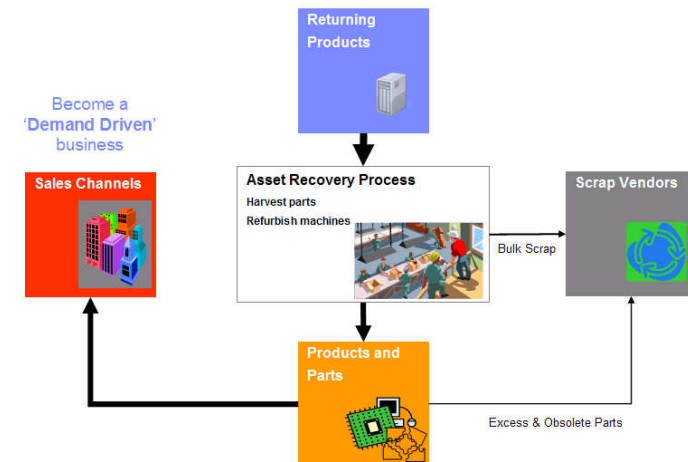 Returning
Products
Become a
'Demand Driven'
business
Sales Channels
Asset Recovery Process
Harvest parts
Refurbish machines
Scrap Vendors
Bulk Scrap
Products and
Parts
Excess & Obsolete Parts